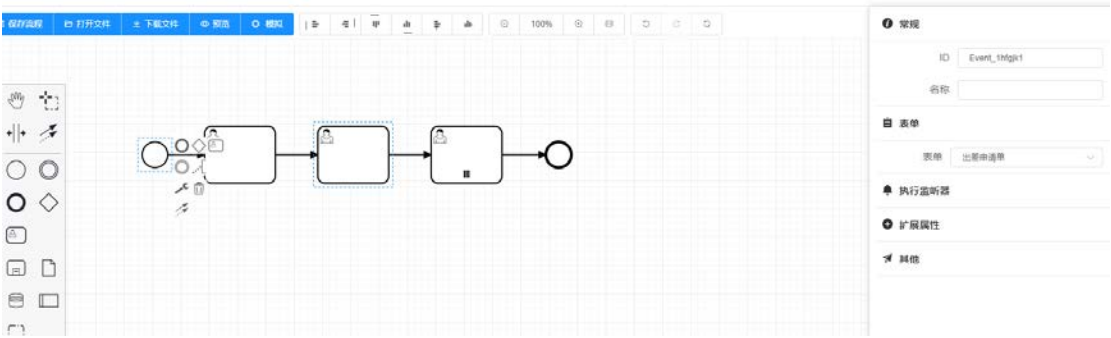 保存流程 打开文件 下载文件 预览 模拟 100%
常规
ID Event_1hfgjk1
名称
表单
表单 出差申请单
执行监听器
扩展属性
其他